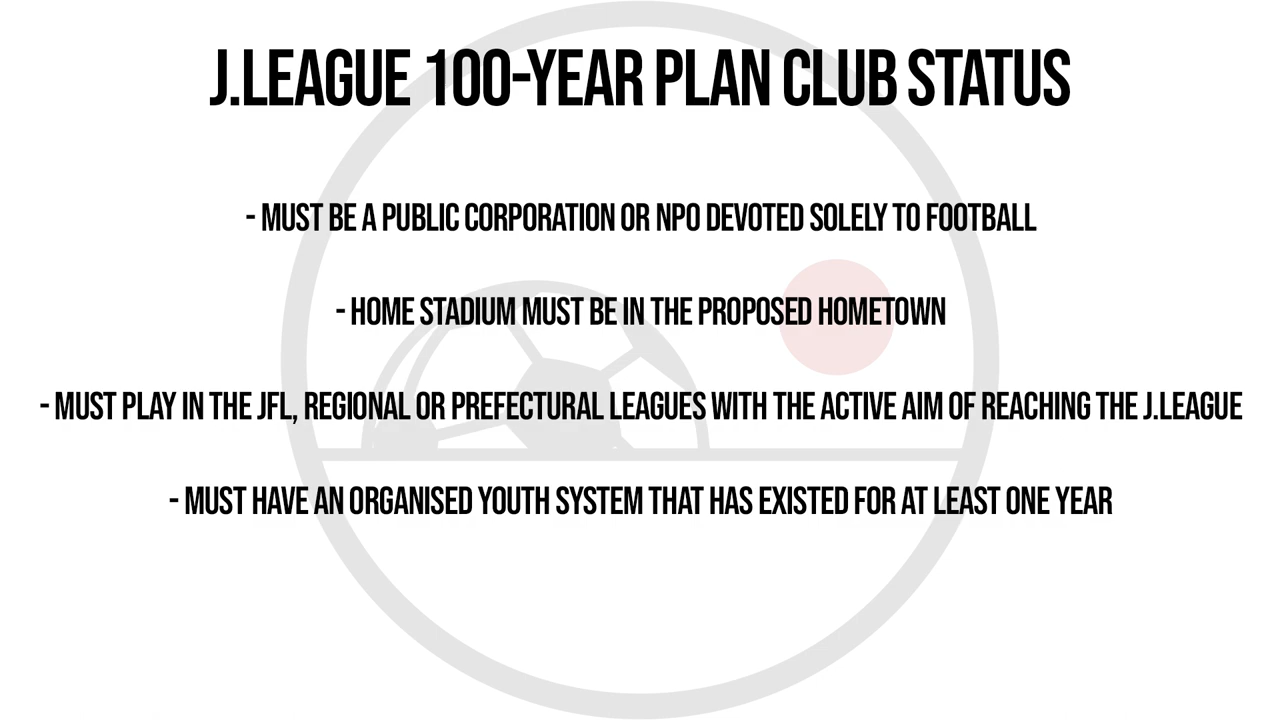 J.LEAGUE 100-YEAR PLAN CLUB STATUS
- MUST BE A PUBLIC CORPORATION OR NPO DEVOTED SOLELY TO FOOTBALL
- HOME STADIUM MUST BE IN THE PROPOSED HOMETOWN
- MUST PLAY IN THE JFL, REGIONAL OR PREFECTURAL LEAGUES WITH THE ACTIVE AIM OF REACHING THE J.LEAGUE
- MUST HAVE AN ORGANISED YOUTH SYSTEM THAT HAS EXISTED FOR AT LEAST ONE YEAR